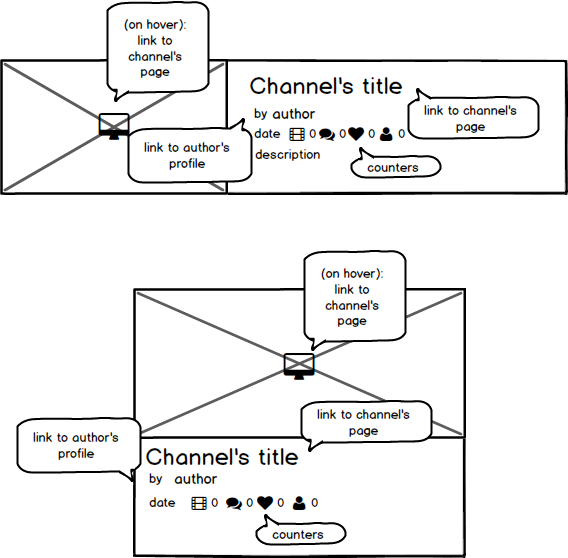 (on hover):
link to
channel's
page
Channel's title
link to channel's
page
by author
date 0 0 0 0
link to author's
profile
description
counters
(on hover):
link to
channel's
page
link to channel's
page
link to author's
profile
Channel's title
by author
date 0 0 0 0
counters